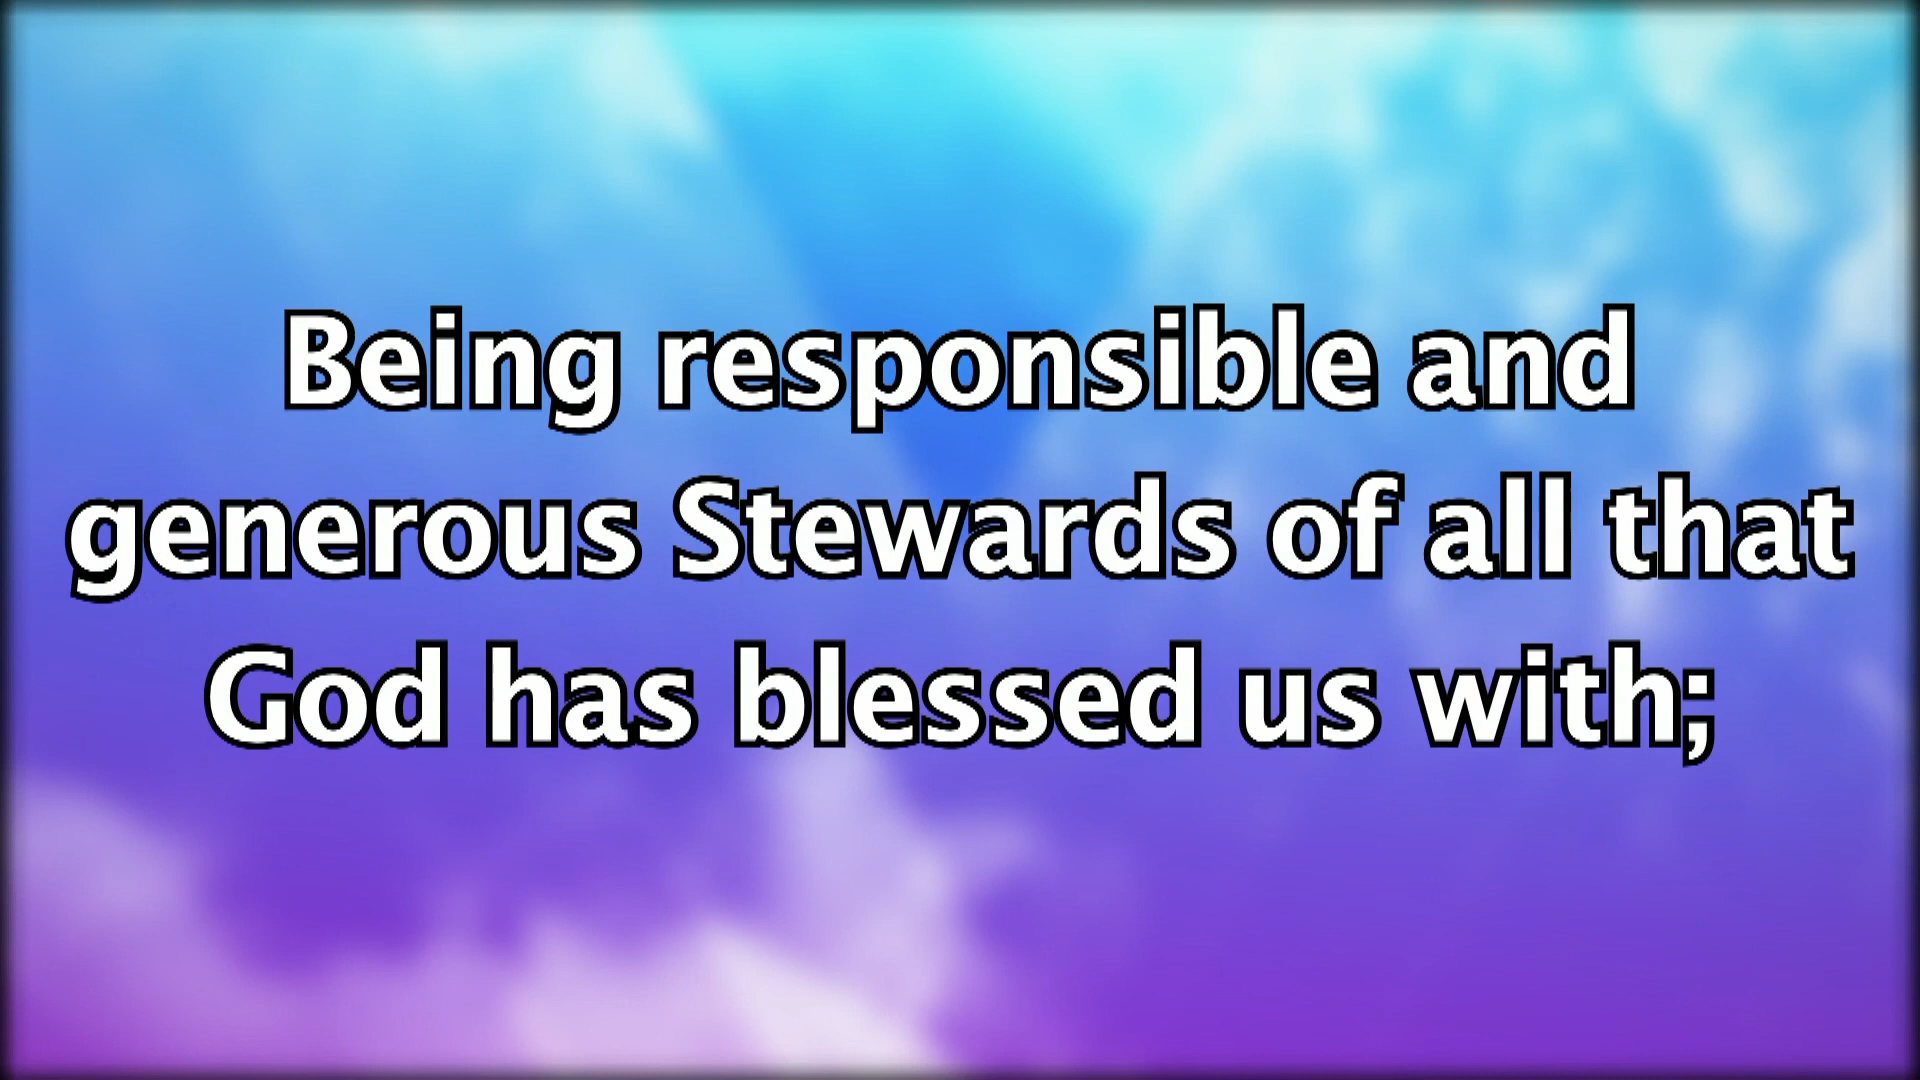 Being responsible and
generous Stewards of all that
God has blessed us with;